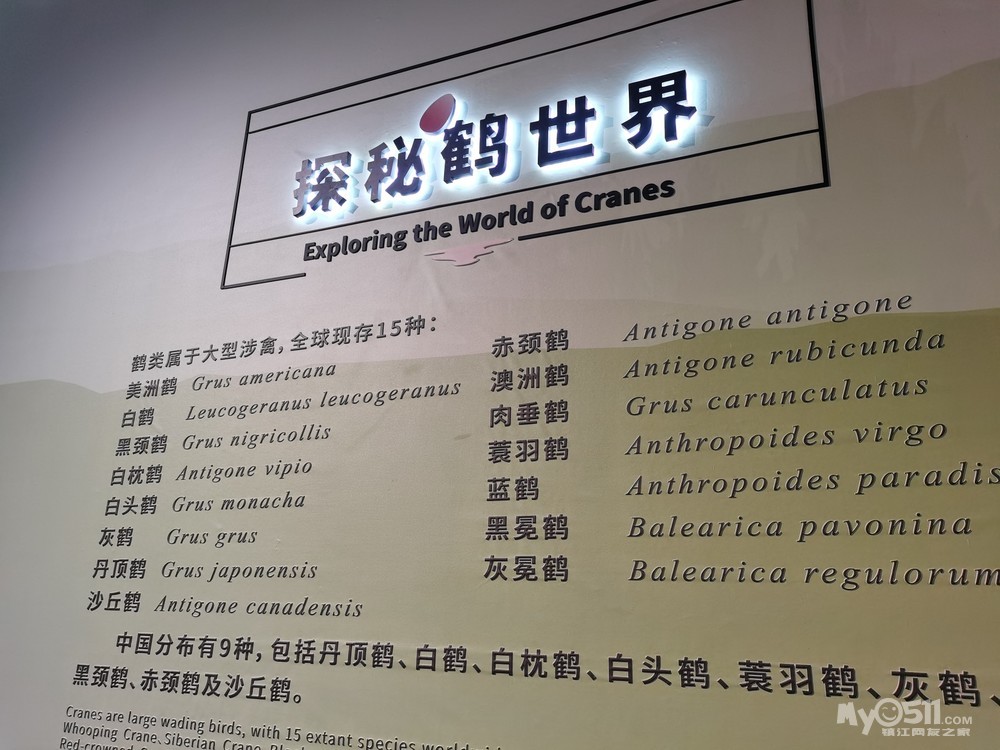 探秘鹤世界
Exploring the World of Cranes
鹤类属于大型涉禽,全球现存15种:
美洲鹤 Grus americana
白鹤 Leucogeranus leucogeranus
黑颈鹤 Grus nigricollis
白枕鹤 Antigone vipio
白头鹤 Grus monacha
灰鹤 Grus grus
丹顶鹤 Grus japonensis
沙丘鹤 Antigone canadensis
赤颈鹤 Antigone antigone
澳洲鹤 Antigone rubicunda
肉垂鹤 Grus carunculatus
蓑羽鹤 Anthropoides virgo
蓝鹤 Anthropoides paradis
黑冕鹤 Balearica pavonina
灰冕鹤 Balearica regulorum
中国分布有9种,包括丹顶鹤、白鹤、白枕鹤、白头鹤、蓑羽鹤、灰鹤、
黑颈鹤、赤颈鹤及沙丘鹤。
Cranes are large wading birds, with 15 extant species
Whooping Crane, Siberian Crane,
My0511.COM
镇江网友之家